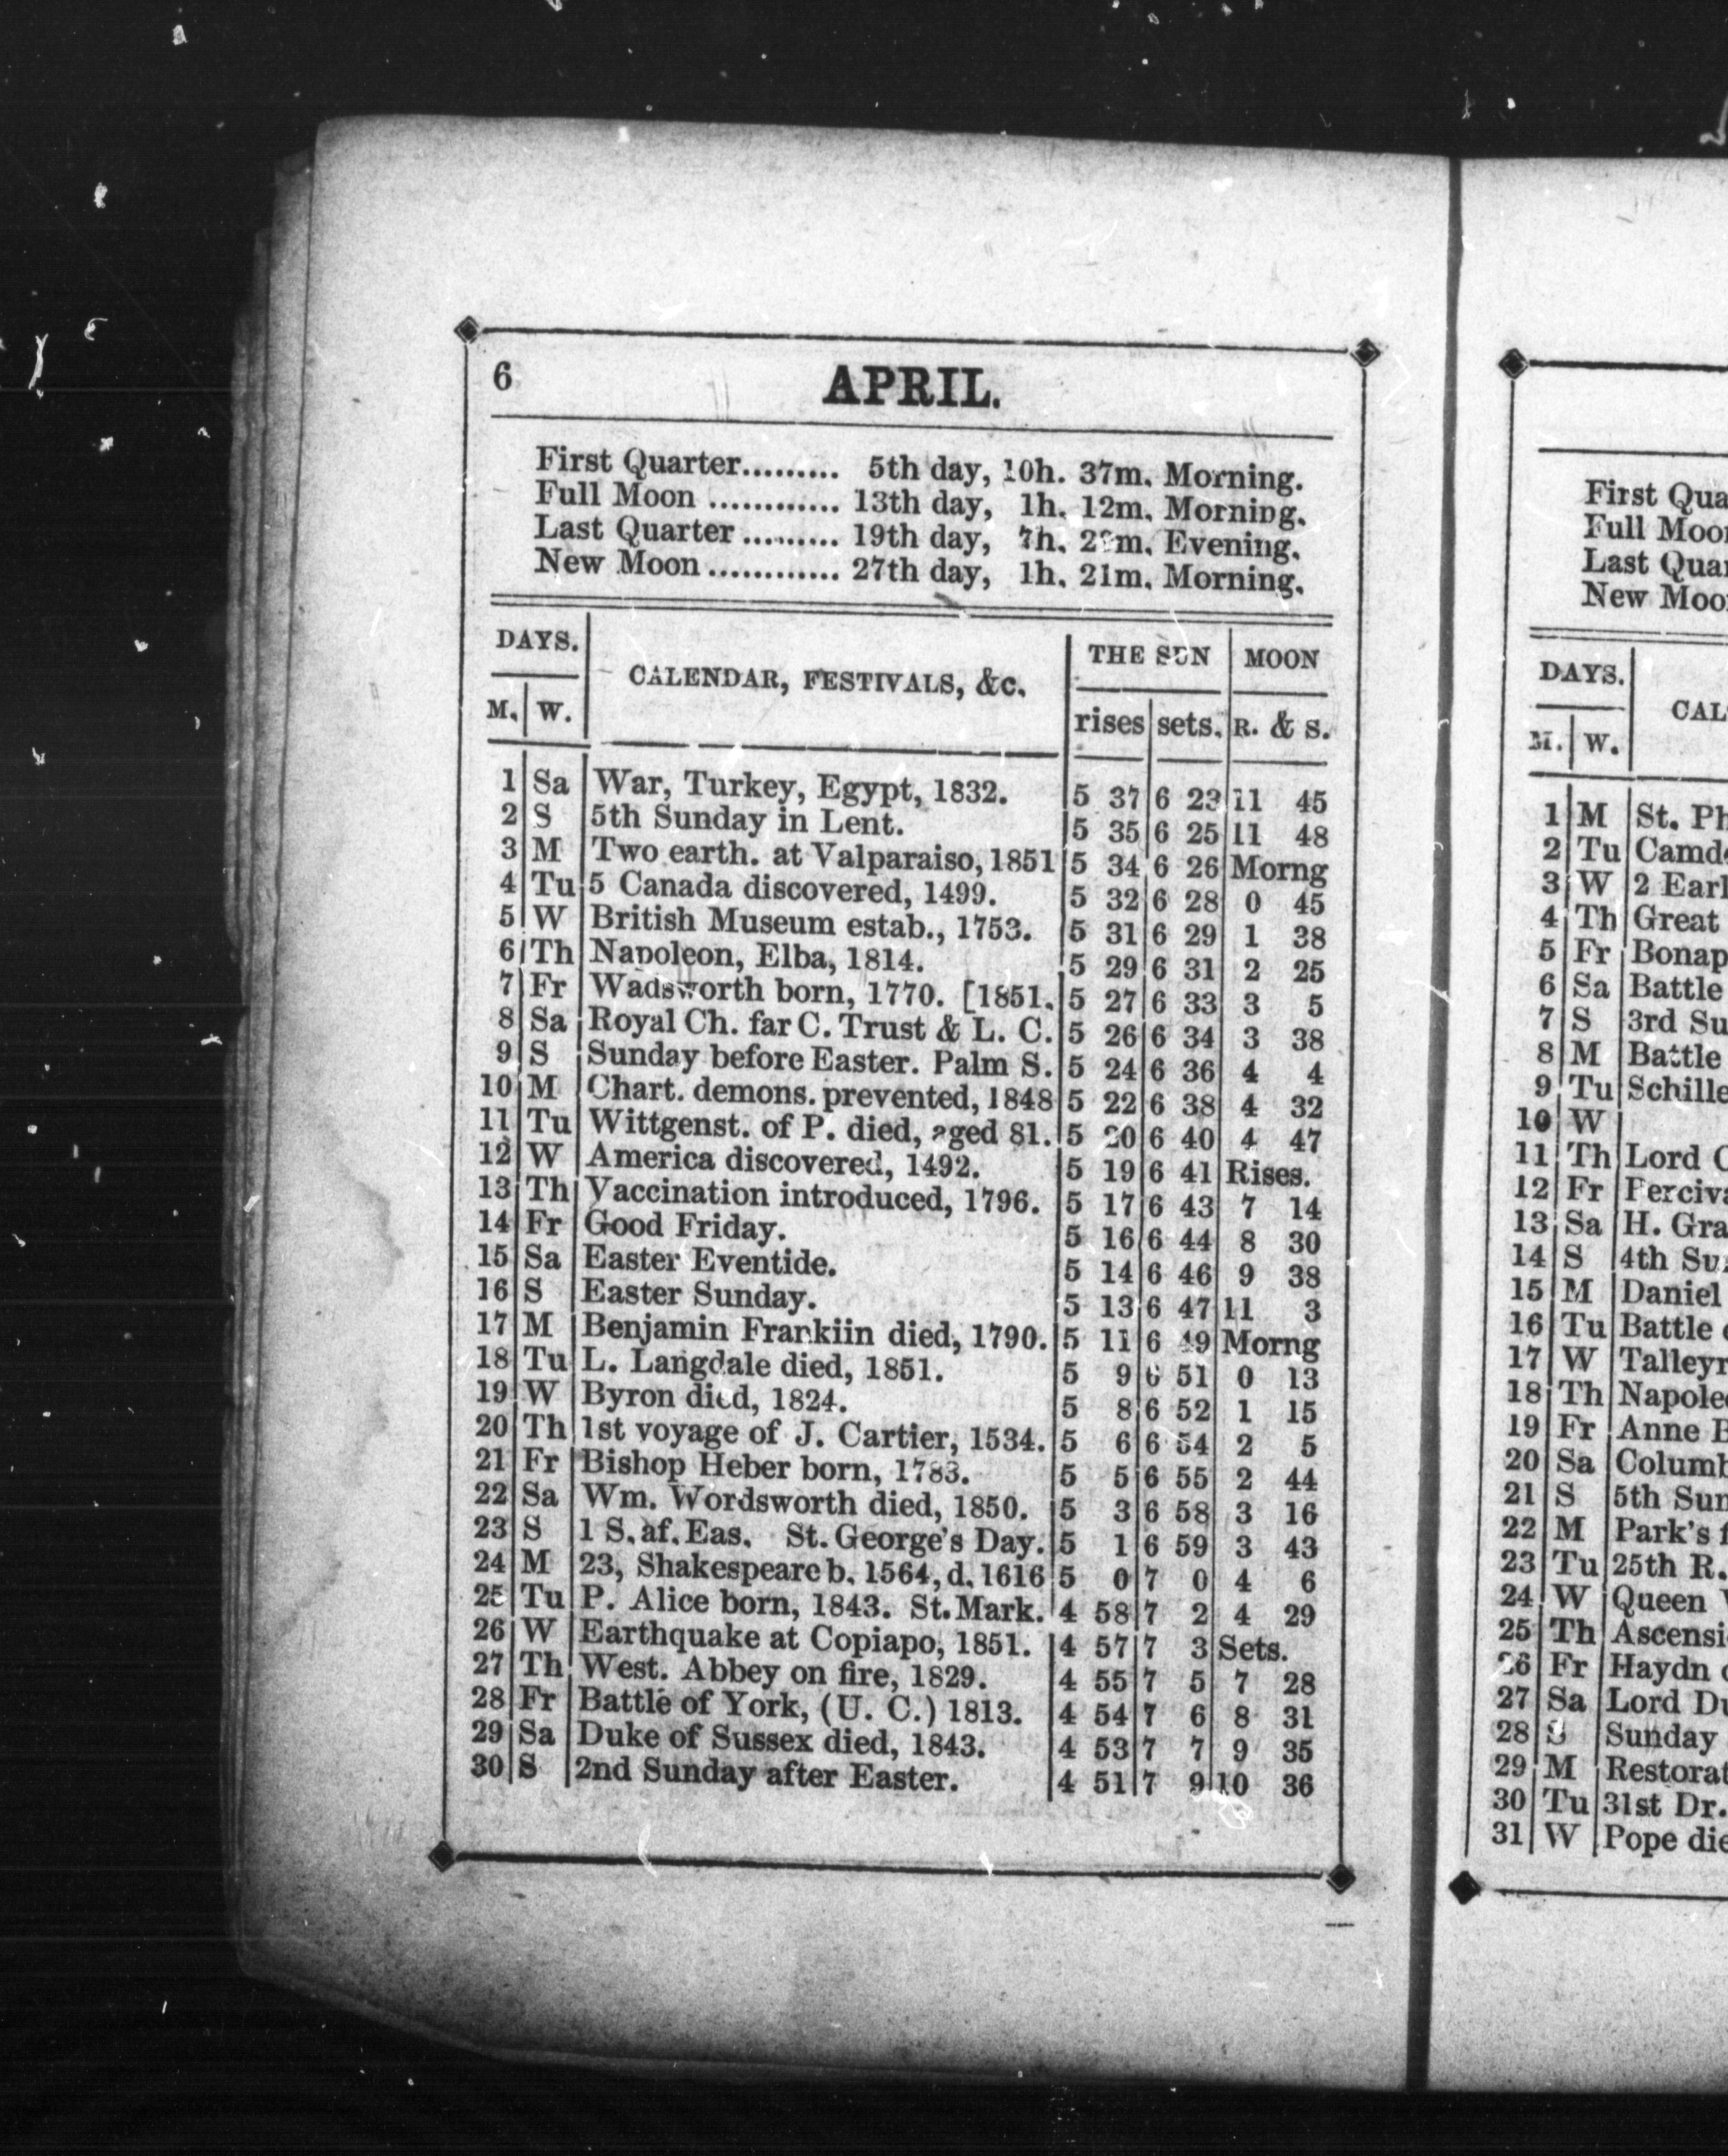 6
APRIL.
First Quarter......... 5th day, 10h. 37m. Morning.
Full Moon ............ 13th day, 1h. 12m. Morning.
Last Quarter ......... 19th day, 7h. Evening.
New Moon ............ 27th day, 1h. 21m. Morning.
DAYS. CALENDAR, FESTIVALS, &c. THE SUN MOON
M. W. rises sets. R. & S.
1 Sa War, Turkey, Egypt, 1832. 5 37 6 23 11 45
2 S 5th Sunday in Lent. 5 35 6 25 11 48
3 M Two earth. at Valparaiso, 1851 5 34 6 26 Morng
4 Tu 5 Canada discovered, 1499. 5 32 6 28 0 45
5 W British Museum estab., 1753. 5 31 6 29 1 38
6 Th Napoleon, Elba, 1814. 5 29 6 31 2 25
7 Fr Wadsworth born, 1770. [1851. 5 27 6 33 3 5
8 Sa Royal Ch. far C. Trust & L. C. 5 26 6 34 3 38
9 S Sunday before Easter. Palm S. 5 24 6 36 4 4
10 M Chart. demons. prevented, 1848 5 22 6 38 4 32
11 Tu Wittgenst. of P. died, aged 81. 5 20 6 40 4 47
12 W America discovered, 1492. 5 19 6 41 Rises.
13 Th Vaccination introduced, 1796. 5 17 6 43 7 14
14 Fr Good Friday. 5 16 6 44 8 30
15 Sa Easter Eventide. 5 14 6 46 9 38
16 S Easter Sunday. 5 13 6 47 11 3
17 M Benjamin Frankiin died, 1790. 5 11 6 49 Morng
18 Tu L. Langdale died, 1851. 5 9 6 51 0 13
19 W Byron died, 1824. 5 8 6 52 1 15
20 Th 1st voyage of J. Cartier, 1534. 5 6 6 54 2 5
21 Fr Bishop Heber born, 1783. 5 5 6 55 2 44
22 Sa Wm. Wordsworth died, 1850. 5 3 6 58 3 16
23 S 1 S. af. Eas. St. George's Day. 5 1 6 59 3 43
24 M 23, Shakespeare b. 1564, d. 1616 5 0 7 0 4 6
25 Tu P. Alice born, 1843. St. Mark. 4 58 7 2 4 29
26 W Earthquake at Copiapo, 1851. 4 57 7 3 Sets.
27 Th West. Abbey on fire, 1829. 4 55 7 5 7 28
28 Fr Battle of York, (U. C.) 1813. 4 54 7 6 8 31
29 Sa Duke of Sussex died, 1843. 4 53 7 7 9 35
30 S 2nd Sunday after Easter. 4 51 7 9 10 36
First Qua
Full Moo
Last Qua
New Moo
DAYS. CAL
M. W.
1 M St. Ph
2 Tu Camd
3 W 2 Earl
4 Th Great
5 Fr Bonap
6 Sa Battle
7 S 3rd Su
8 M Battle
9 Tu Schille
10 W
11 Th Lord C
12 Fr Perciva
13 Sa H. Gra
14 S 4th Su
15 M Daniel
16 Tu Battle
17 W Talleyr
18 Th Napole
19 Fr Anne B
20 Sa Columb
21 S 5th Sun
22 M Park's
23 Tu 25th R.
24 W Queen
25 Th Ascensi
26 Fr Haydn
27 Sa Lord Du
28 S Sunday
29 M Restorat
30 Tu 31st Dr.
31 W Pope die